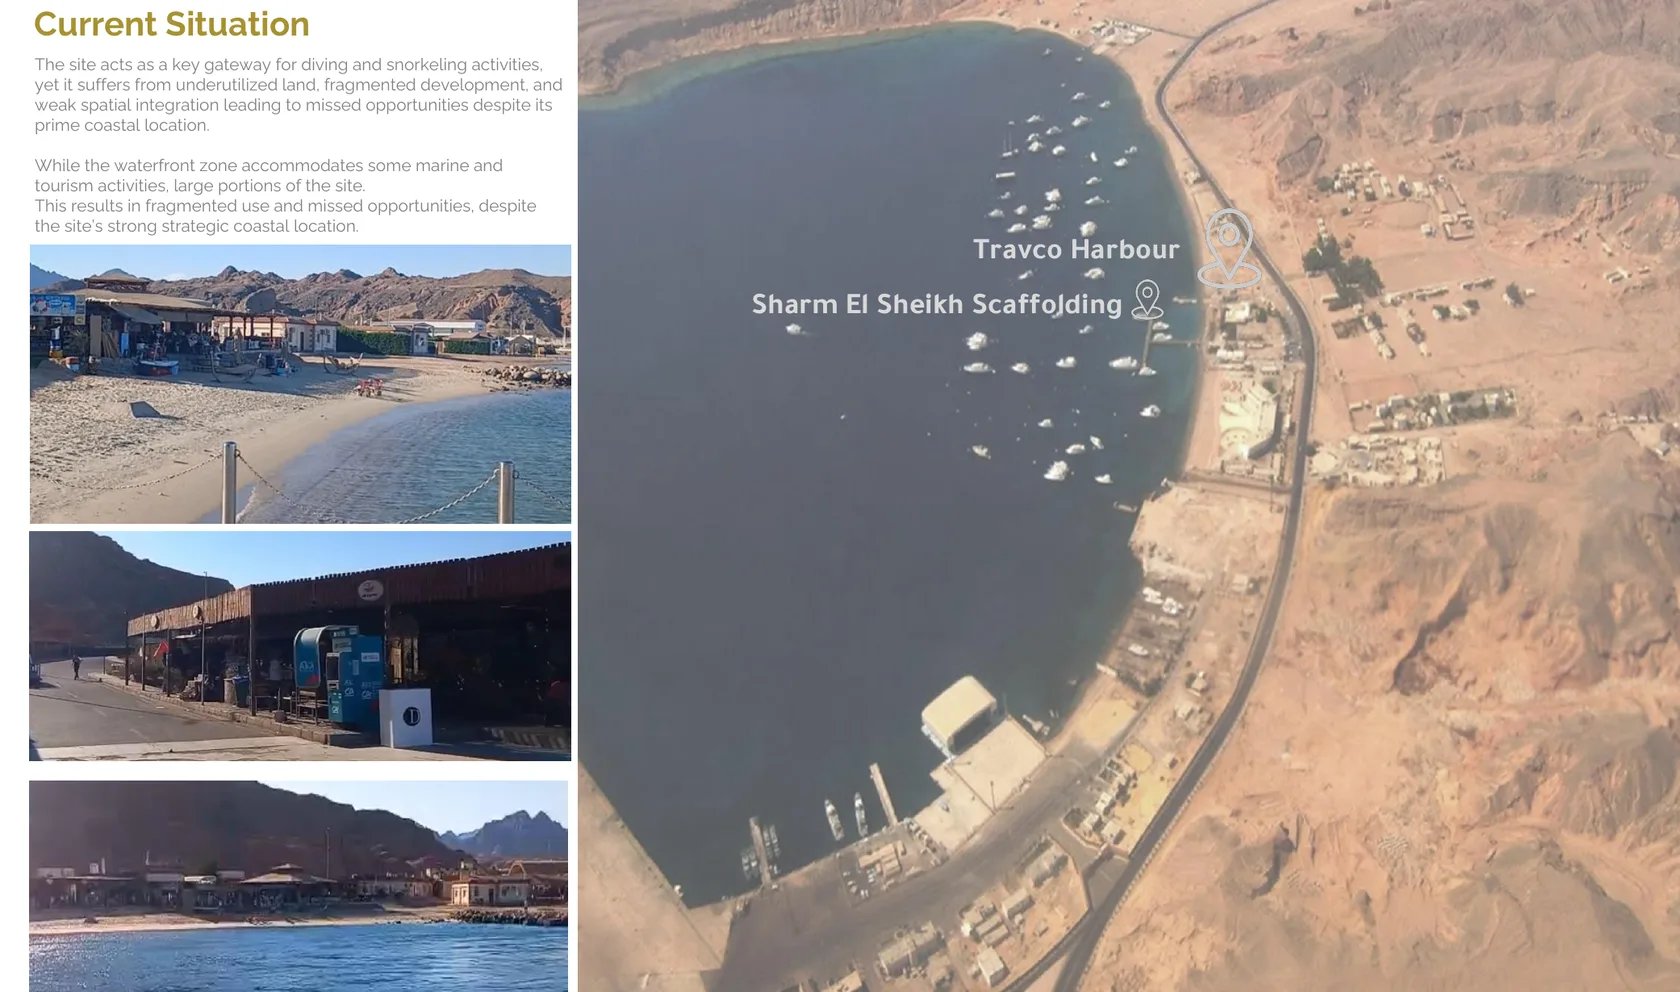 Current Situation
The site acts as a key gateway for diving and snorkeling activities,
yet it suffers from underutilized land, fragmented development, and
weak spatial integration leading to missed opportunities despite its
prime coastal location.
While the waterfront zone accommodates some marine and
tourism activities, large portions of the site.
This results in fragmented use and missed opportunities, despite
the site's strong strategic coastal location.
Travco Harbour
Sharm El Sheikh Scaffolding